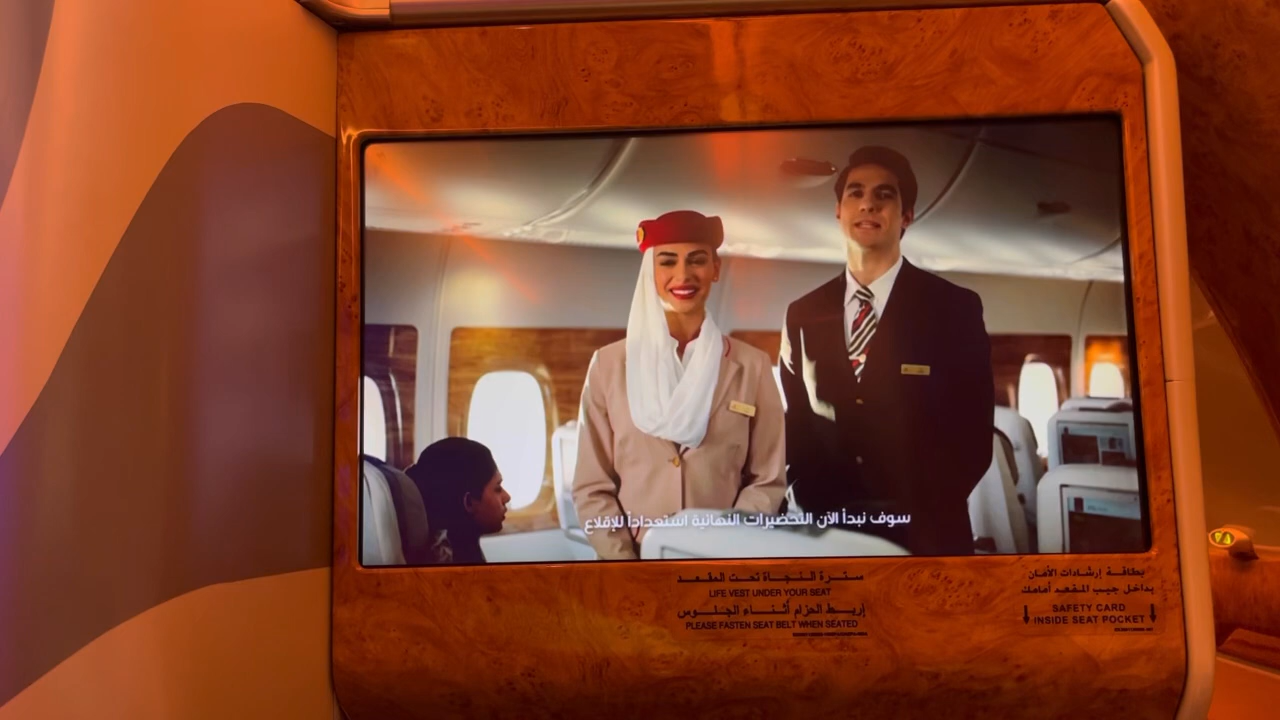 سوف نبدأ الآن التحضيرات النهائية استعداداً للإقلاع
سترة النجاة تحت المقعد
LIFE VEST UNDER YOUR SEAT
إربط الحزام أثناء الجلوس
PLEASE FASTEN SEAT BELT WHEN SEATED
بطاقة إرشادات الأمان
بداخل جيب المقعد أمامك
SAFETY CARD
INSIDE SEAT POCKET